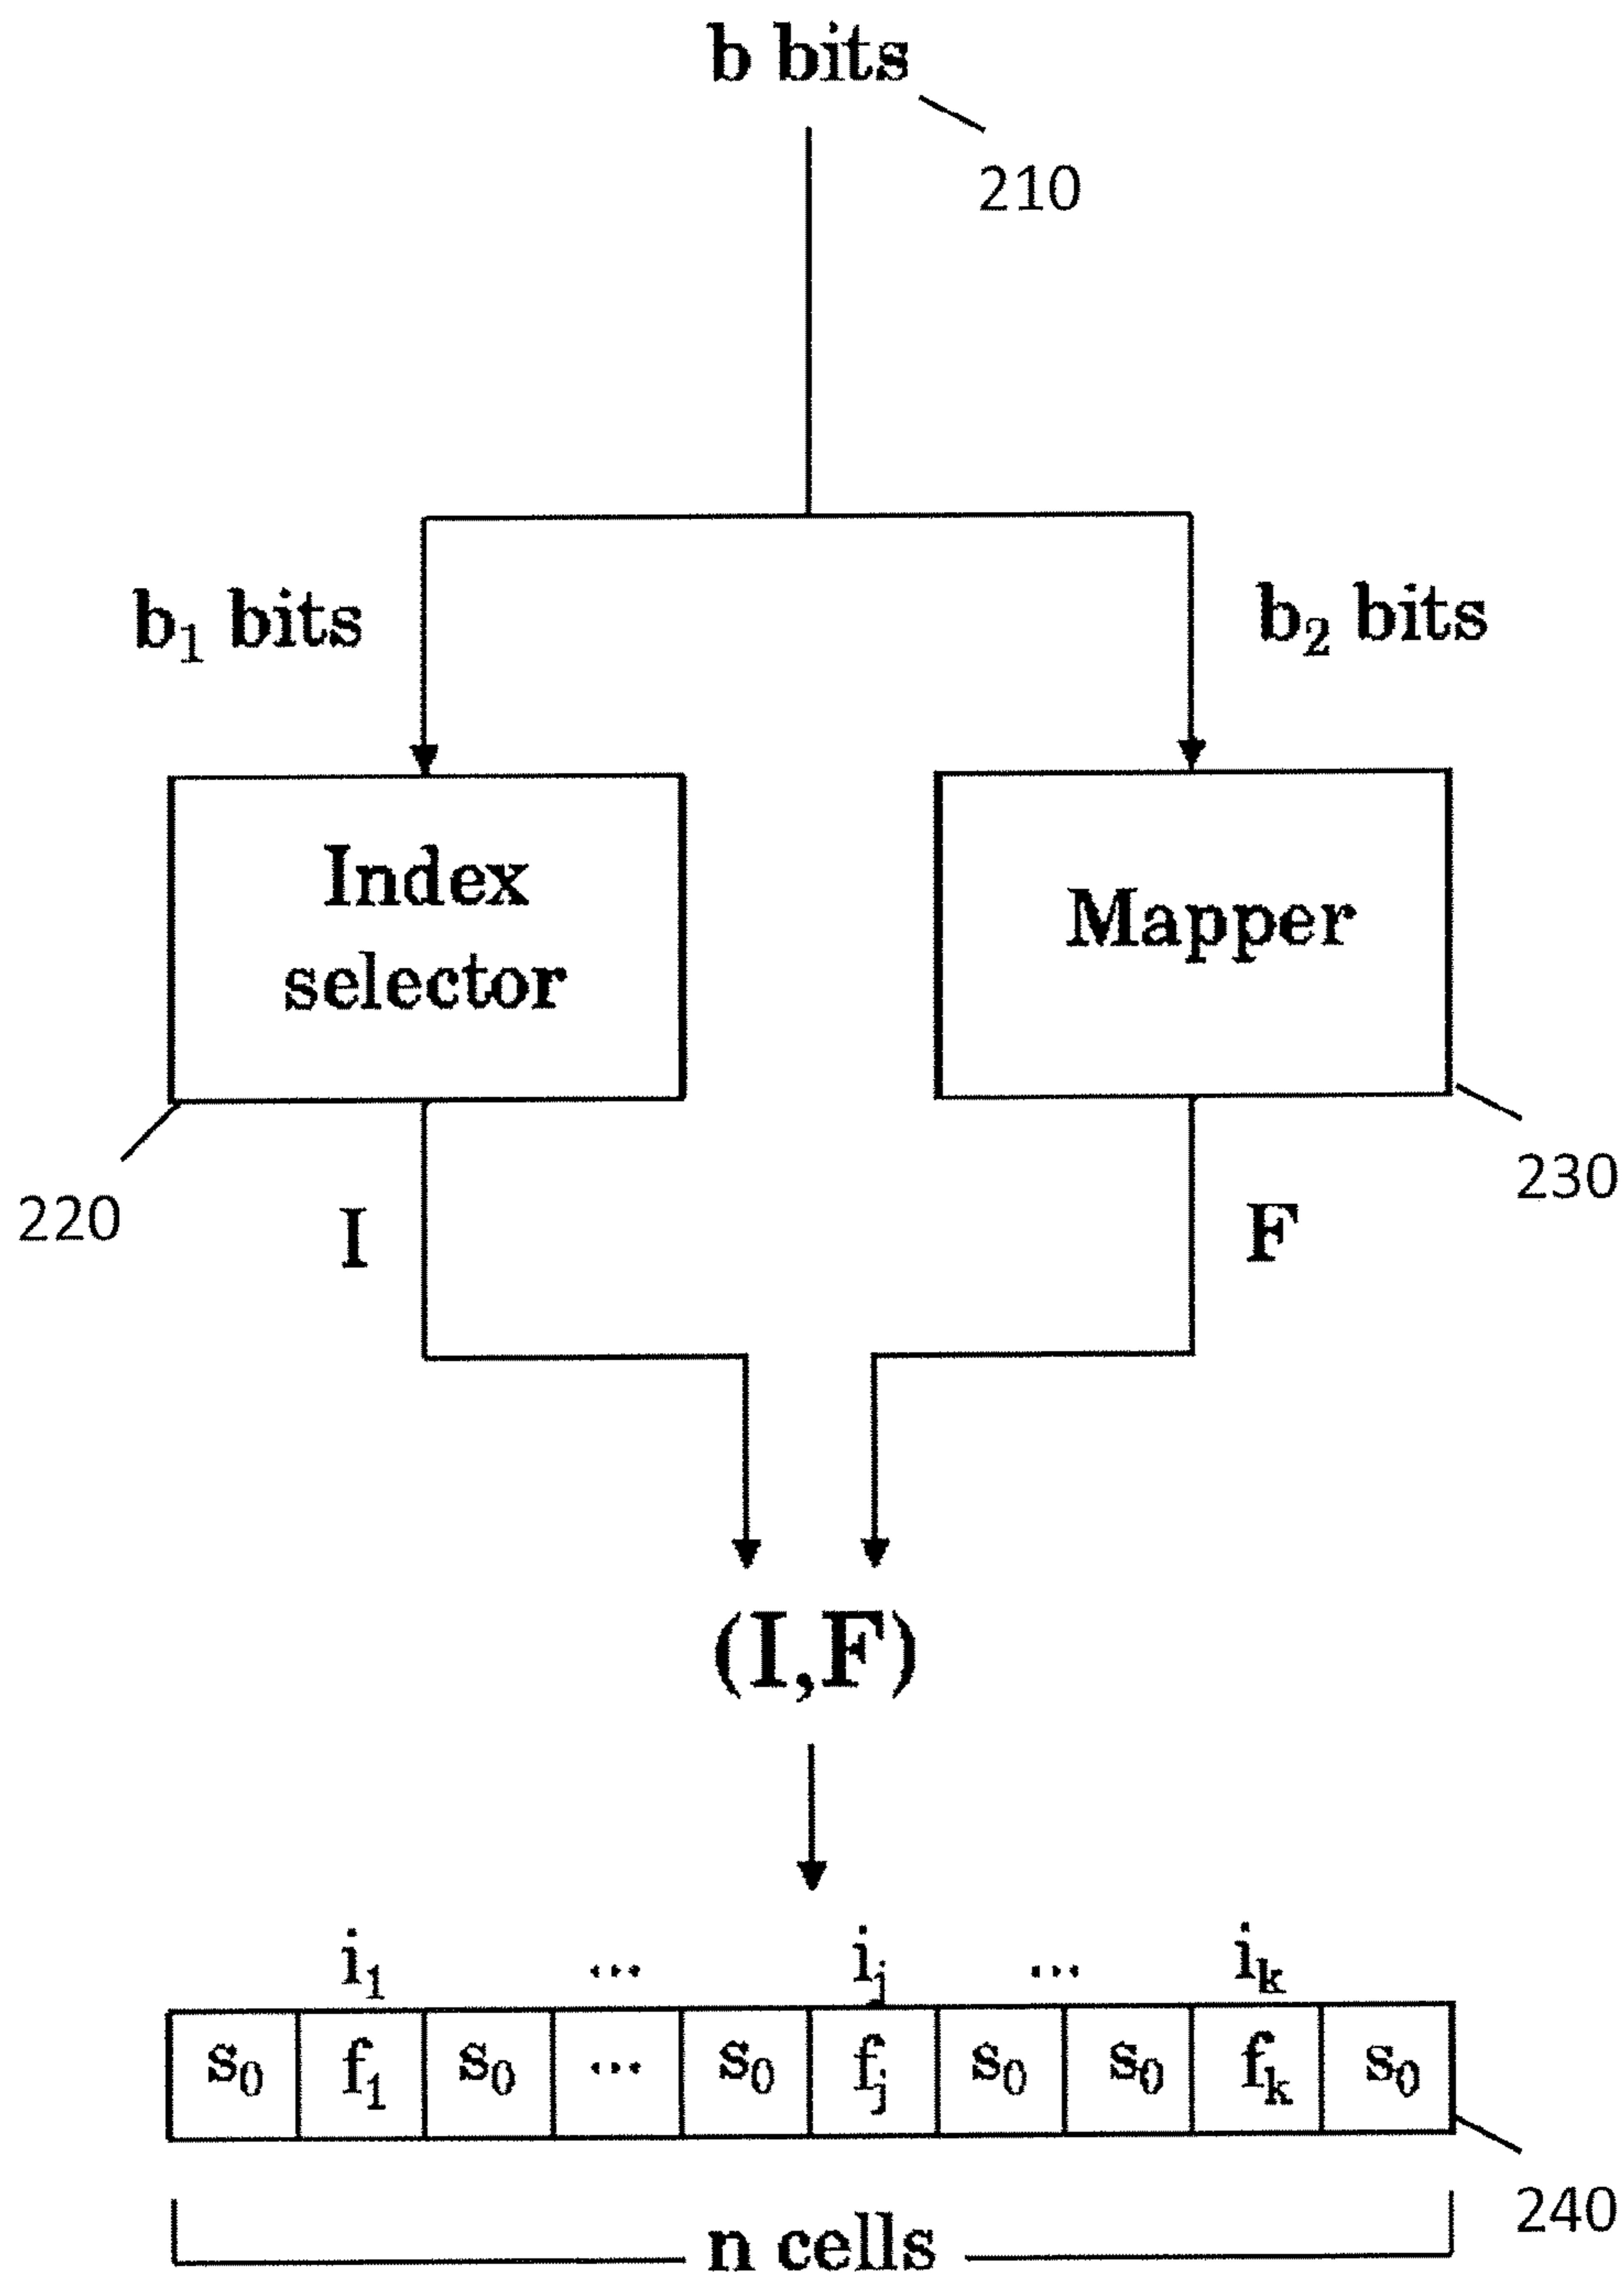 b bits
210
b₁ bits
b₂ bits
Index
selector
Mapper
220
230
I
F
(I,F)
i₁ ... iⱼ ... iₖ
s₀ f₁ s₀ ... s₀ fⱼ s₀ s₀ fₖ s₀
240
n cells